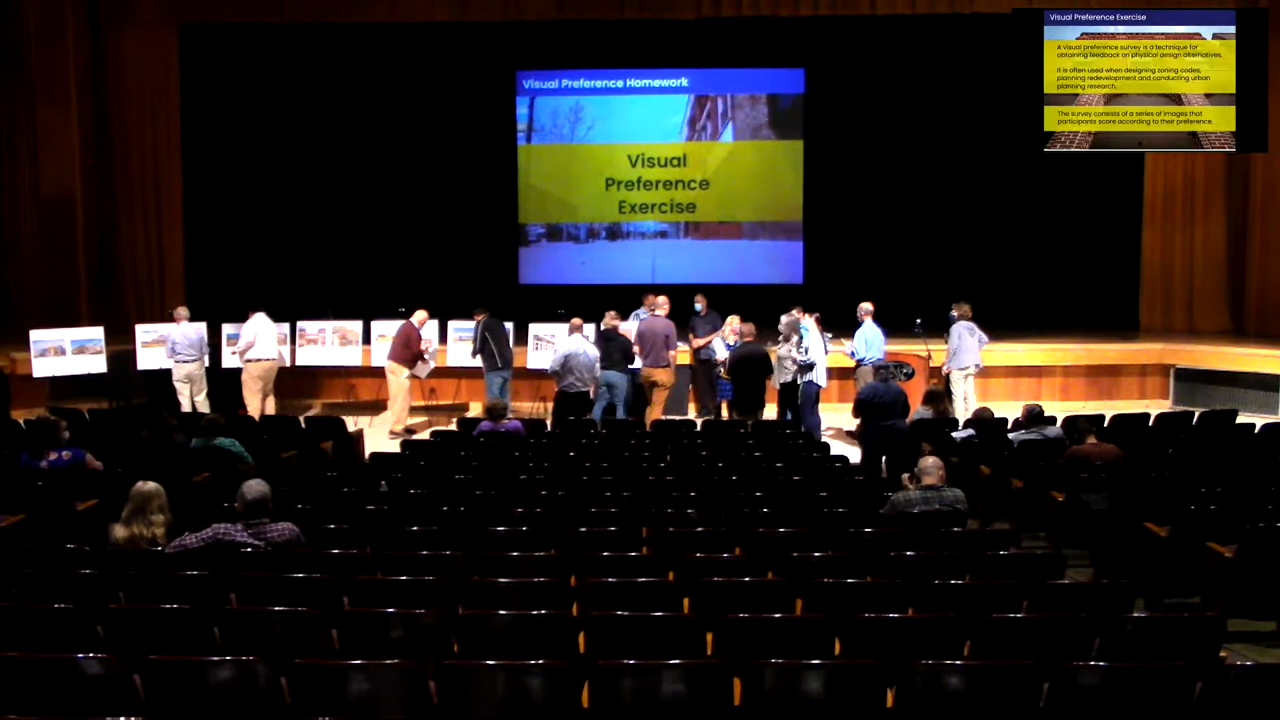 Visual Preference Homework
Visual
Preference
Exercise
Visual Preference Exercise
A visual preference survey is a technique for
obtaining feedback on physical design alternatives.
It is often used when designing zoning codes,
planning redevelopment and conducting urban
planning research.
The survey consists of a series of images that
participants score according to their preference.